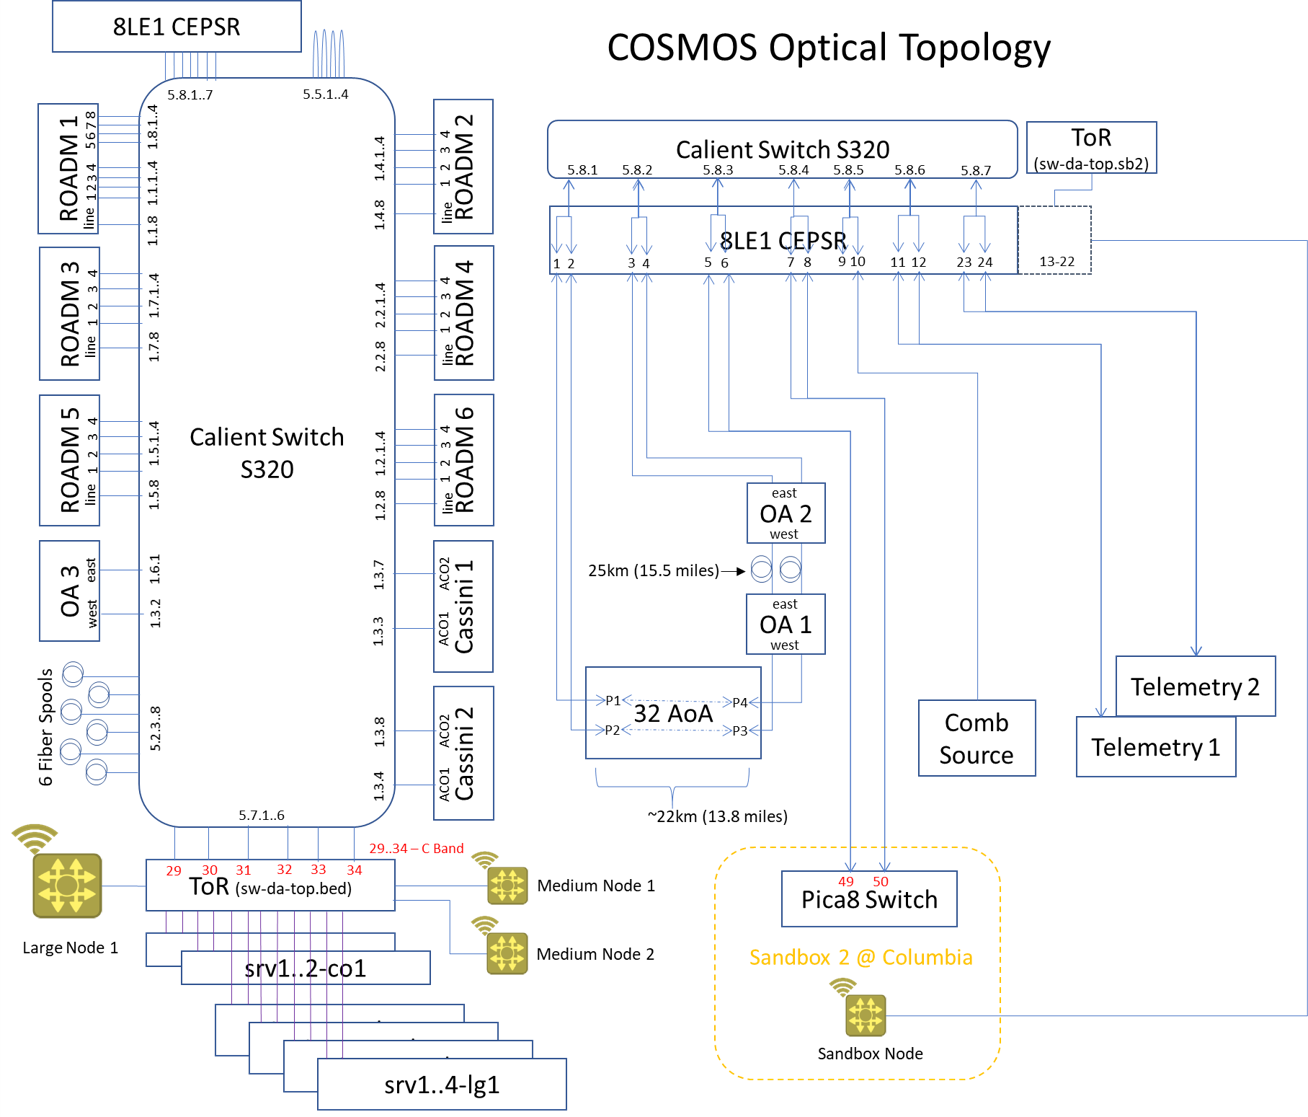 8LE1 CEPSR
COSMOS Optical Topology
5.8.1..7
5.5.1..4
ROADM 1
5 6 7 8
1 2 3 4
line
1.8.1..4
1.1.1..4
1.1.8
ROADM 2
1 2 3 4
line
1.4.1..4
1.4.8
ROADM 3
line 1 2 3 4
1.7.1..4
1.7.8
ROADM 4
line 1 2 3 4
2.2.1..4
2.2.8
ROADM 5
line 1 2 3 4
1.5.1..4
1.5.8
ROADM 6
line 1 2 3 4
1.2.1..4
1.2.8
Calient Switch
S320
OA 3
west east
1.6.1
1.3.2
Cassini 1
ACO1 ACO2
1.3.7
1.3.3
6 Fiber Spools
5.2.3..8
Cassini 2
ACO1 ACO2
1.3.8
1.3.4
5.7.1..6
29..34 – C Band
29 30 31 32 33 34
ToR (sw-da-top.bed)
Large Node 1
Medium Node 1
Medium Node 2
srv1..2-co1
srv1..4-lg1
Calient Switch S320
5.8.1 5.8.2 5.8.3 5.8.4 5.8.5 5.8.6 5.8.7
ToR
(sw-da-top.sb2)
8LE1 CEPSR
1 2 3 4 5 6 7 8 9 10 11 12 23 24
13-22
east
OA 2
west
25km (15.5 miles)
east
OA 1
west
P1
P4
32 AoA
P2
P3
~22km (13.8 miles)
Comb
Source
Telemetry 2
Telemetry 1
49 50
Pica8 Switch
Sandbox 2 @ Columbia
Sandbox Node